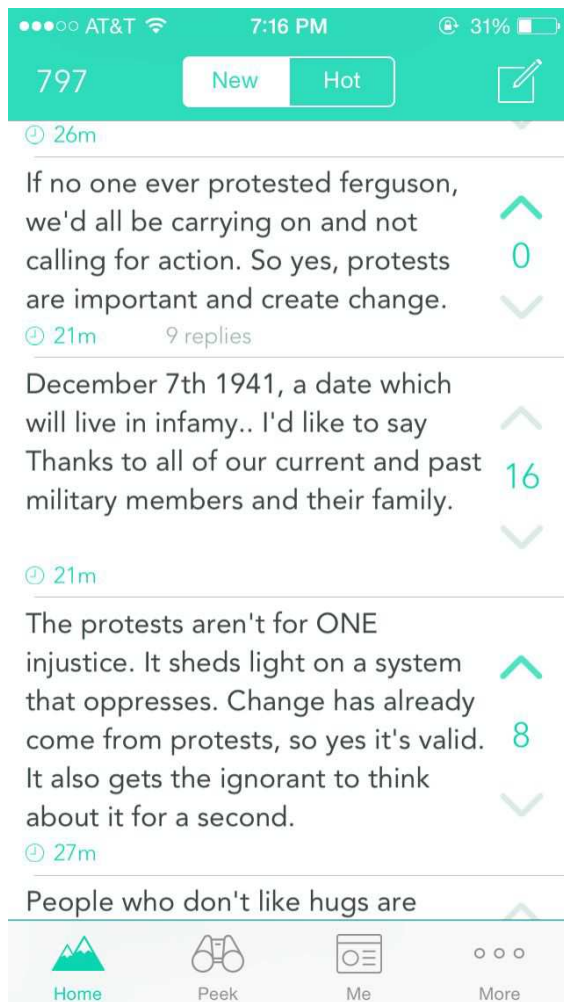 AT&T 7:16 PM 31%
797 New Hot
26m
If no one ever protested ferguson,
we'd all be carrying on and not
calling for action. So yes, protests
are important and create change.
0
21m 9 replies
December 7th 1941, a date which
will live in infamy.. I'd like to say
Thanks to all of our current and past
military members and their family.
16
21m
The protests aren't for ONE
injustice. It sheds light on a system
that oppresses. Change has already
come from protests, so yes it's valid.
It also gets the ignorant to think
about it for a second.
8
27m
People who don't like hugs are
Home Peek Me More